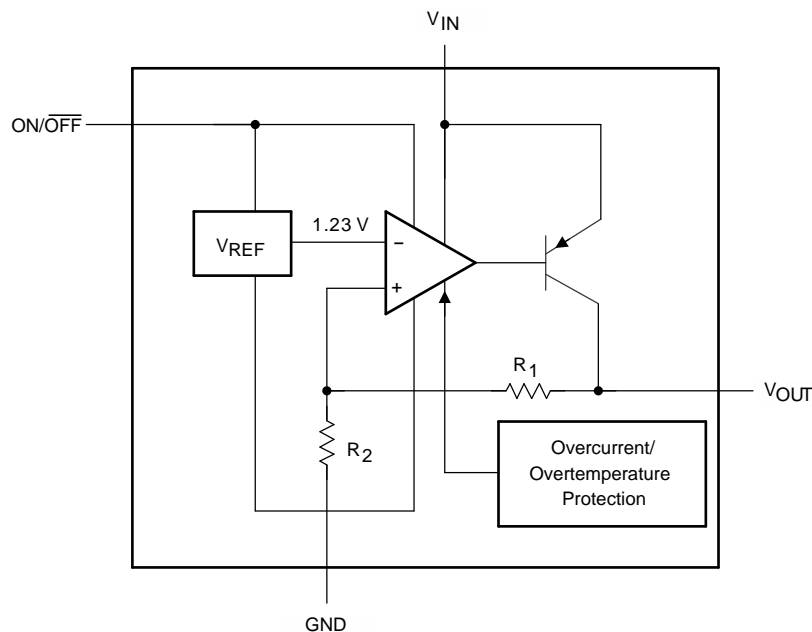 VIN
ON/OFF
1.23 V
VREF
−
+
R1
VOUT
R2
Overcurrent/
Overtemperature
Protection
GND